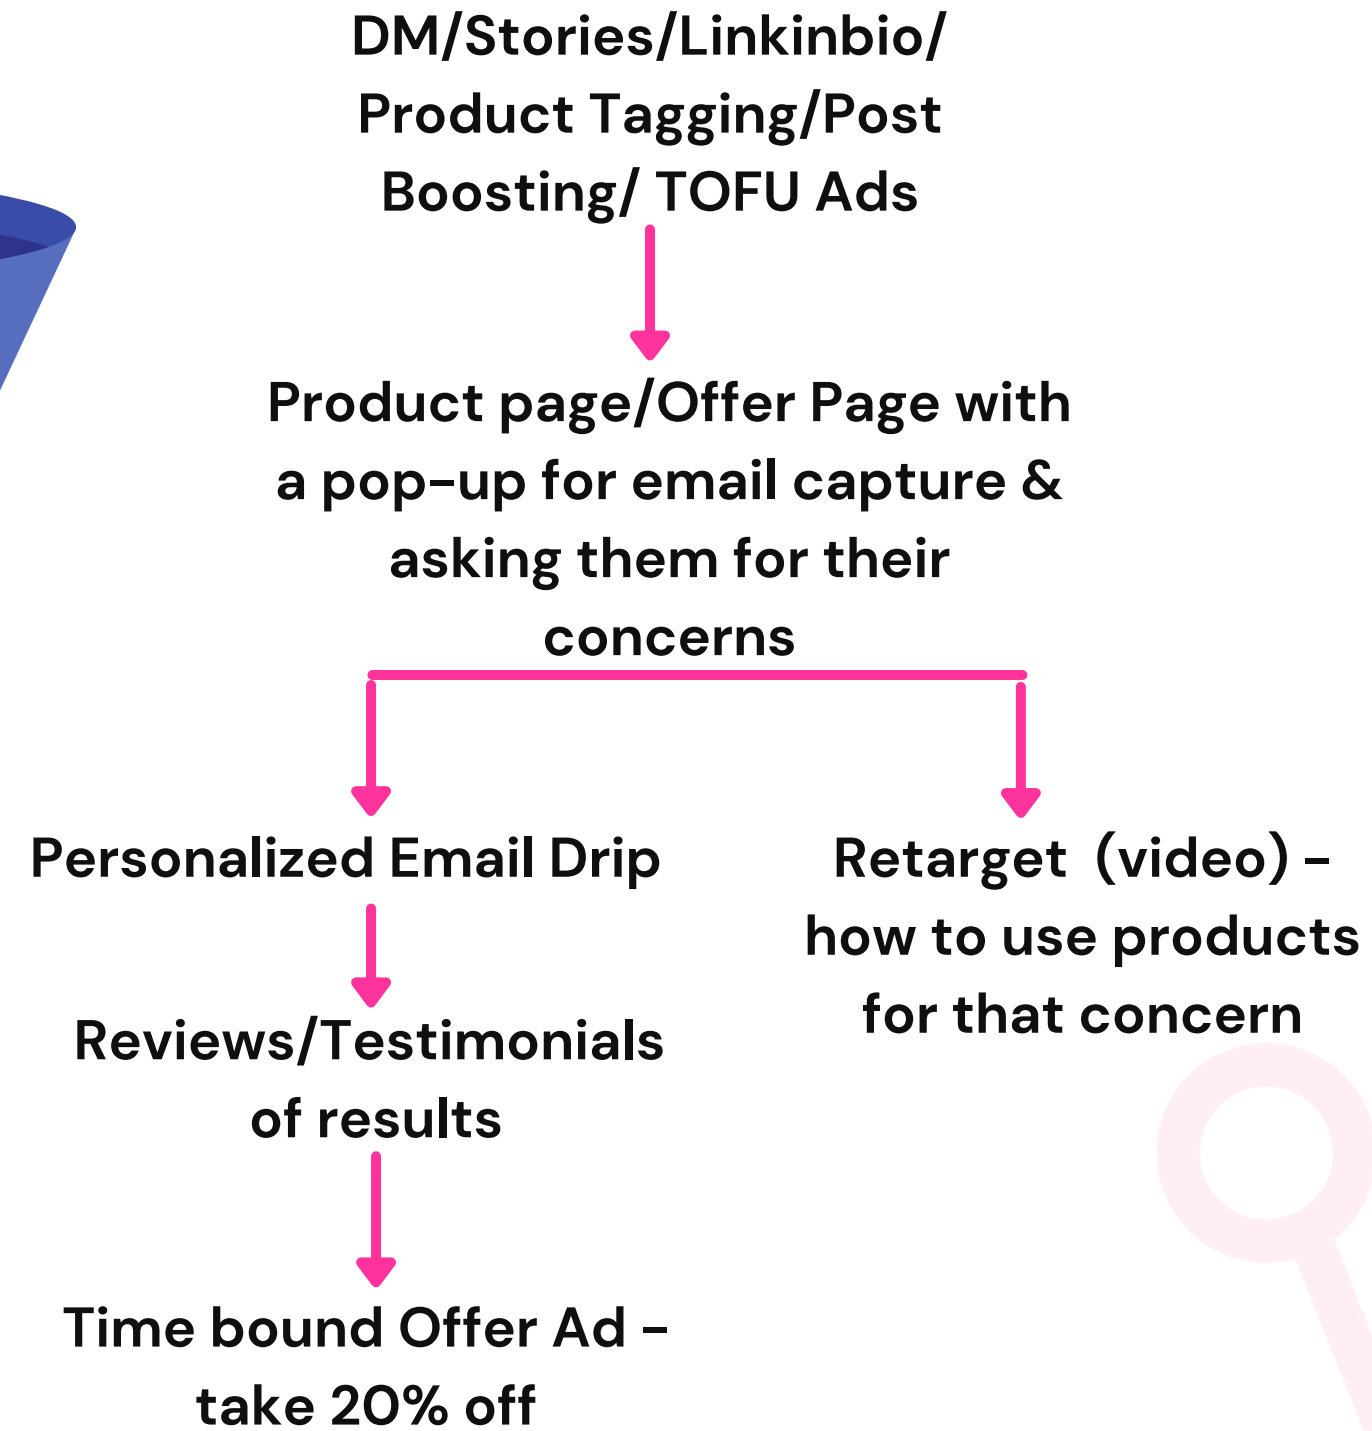 DM/Stories/Linkinbio/
Product Tagging/Post
Boosting/ TOFU Ads
Product page/Offer Page with
a pop-up for email capture &
asking them for their
concerns
Personalized Email Drip
Retarget (video) -
how to use products
for that concern
Reviews/Testimonials
of results
Time bound Offer Ad -
take 20% off